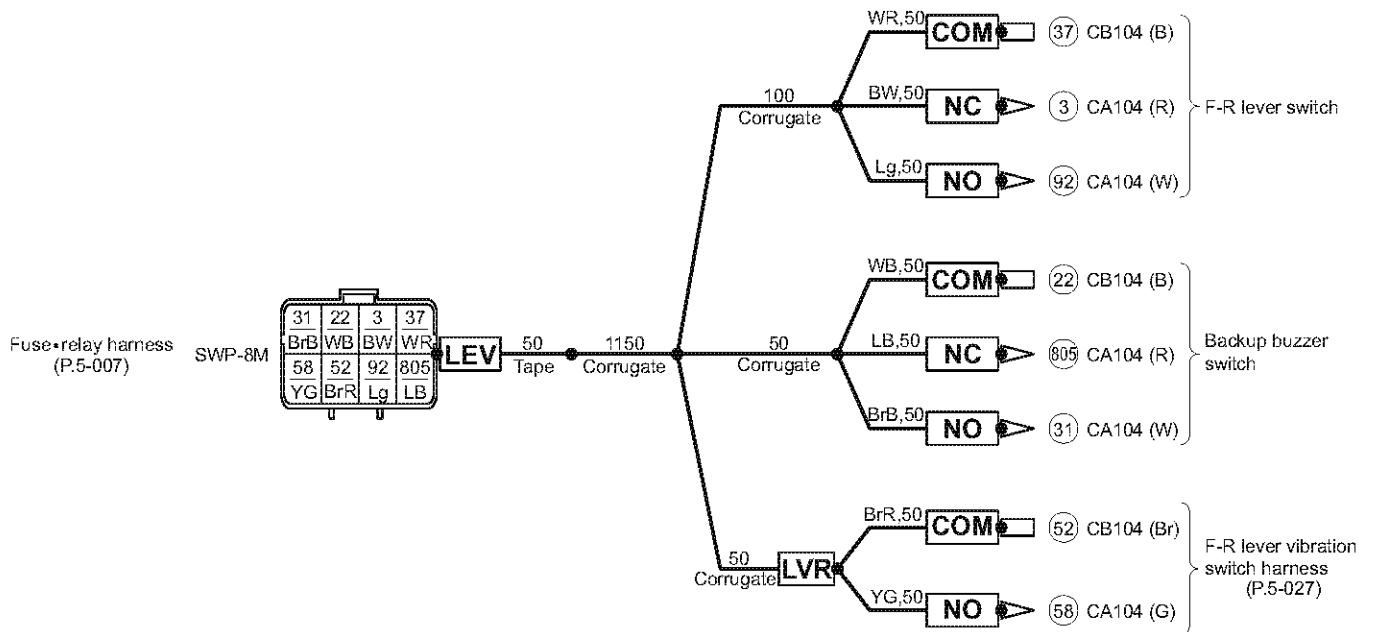 WR,50 COM 37 CB104 (B)
100 BW,50 NC 3 CA104 (R) F-R lever switch
Corrugate
Lg,50 NO 92 CA104 (W)
WB,50 COM 22 CB104 (B)
31 22 3 37
BrB WB BW WR
58 52 92 805
YG BrR Lg LB
Fuse•relay harness
(P.5-007)
SWP-8M
LEV
50
Tape
1150
Corrugate
50
Corrugate
LB,50 NC 805 CA104 (R)
Backup buzzer
switch
BrB,50 NO 31 CA104 (W)
BrR,50 COM 52 CB104 (Br)
50
Corrugate
LVR
F-R lever vibration
switch harness
(P.5-027)
YG,50 NO 58 CA104 (G)